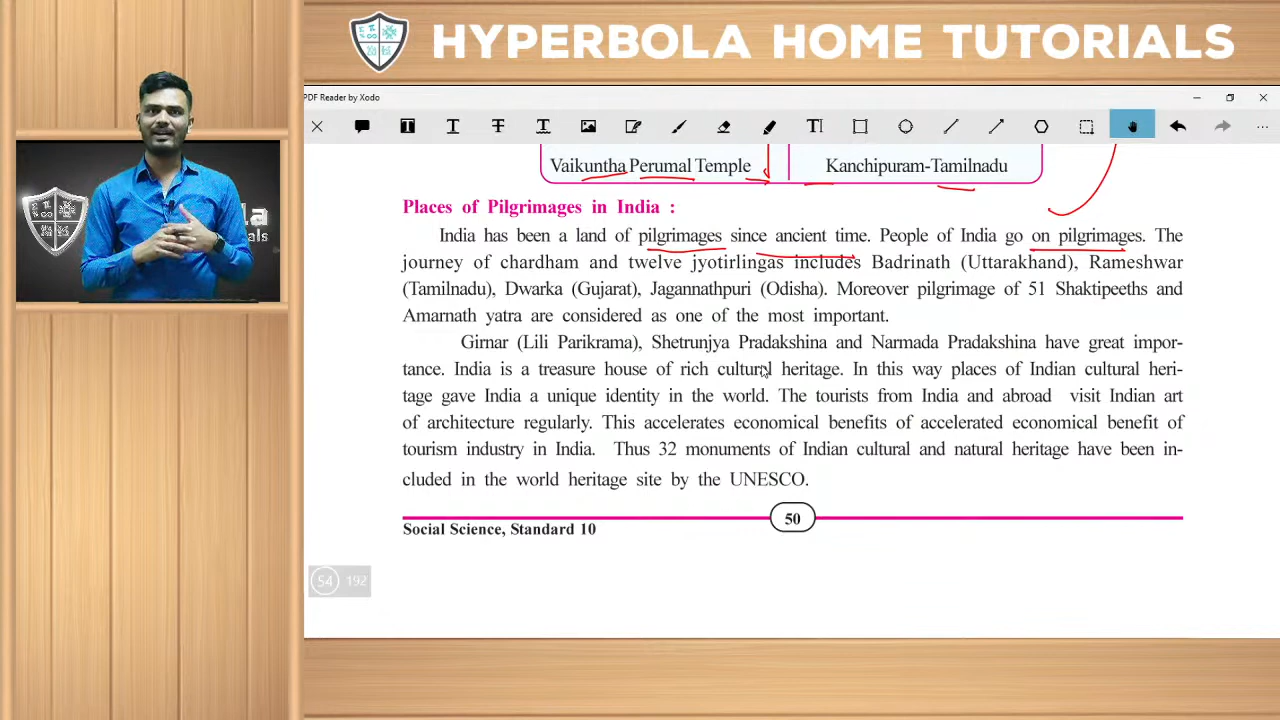 HYPERBOLA HOME TUTORIALS
PDF Reader by Xodo
Vaikuntha Perumal Temple
Kanchipuram-Tamilnadu
Places of Pilgrimages in India :
India has been a land of pilgrimages since ancient time. People of India go on pilgrimages. The
journey of chardham and twelve jyotirlingas includes Badrinath (Uttarakhand), Rameshwar
(Tamilnadu), Dwarka (Gujarat), Jagannathpuri (Odisha). Moreover pilgrimage of 51 Shaktipeeths and
Amarnath yatra are considered as one of the most important.
Girnar (Lili Parikrama), Shetrunjya Pradakshina and Narmada Pradakshina have great impor-
tance. India is a treasure house of rich cultural heritage. In this way places of Indian cultural heri-
tage gave India a unique identity in the world. The tourists from India and abroad visit Indian art
of architecture regularly. This accelerates economical benefits of accelerated economical benefit of
tourism industry in India. Thus 32 monuments of Indian cultural and natural heritage have been in-
cluded in the world heritage site by the UNESCO.
50
Social Science, Standard 10
54 192